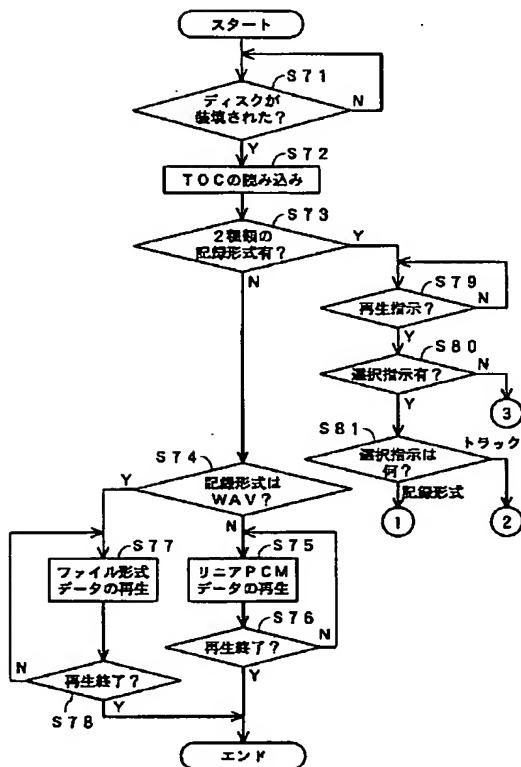 スタート
S71
ディスクが
装填された?
N
Y
S72
TOCの読み込み
S73
2種類の
記録形式有?
Y
N
S79
再生指示?
N
Y
S80
選択指示有?
N
Y
3
S81
選択指示は
何?
トラック
記録形式
1
2
S74
記録形式は
WAV?
Y
N
S77
ファイル形式
データの再生
S75
リニアPCM
データの再生
S76
再生終了?
N
Y
再生終了?
N
Y
S78
エンド